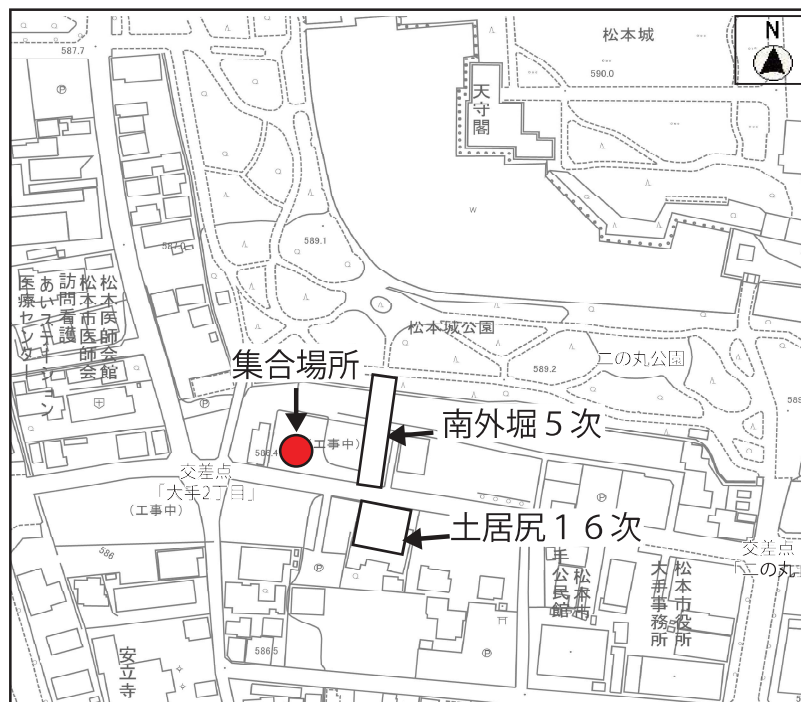 N
松本城
587.7
590.0
天守閣
589.1
松本城公園
二の丸公園
589.2
松本医師会館
松本市医師会
訪問看護
あいステーション
医療センター
集合場所
南外堀5次
(工事中)
交差点
「大手2丁目」
(工事中)
土居尻16次
586
交差点
「二の丸
松本市
公民館
松本市役所
大手事務所
安立寺
586.5